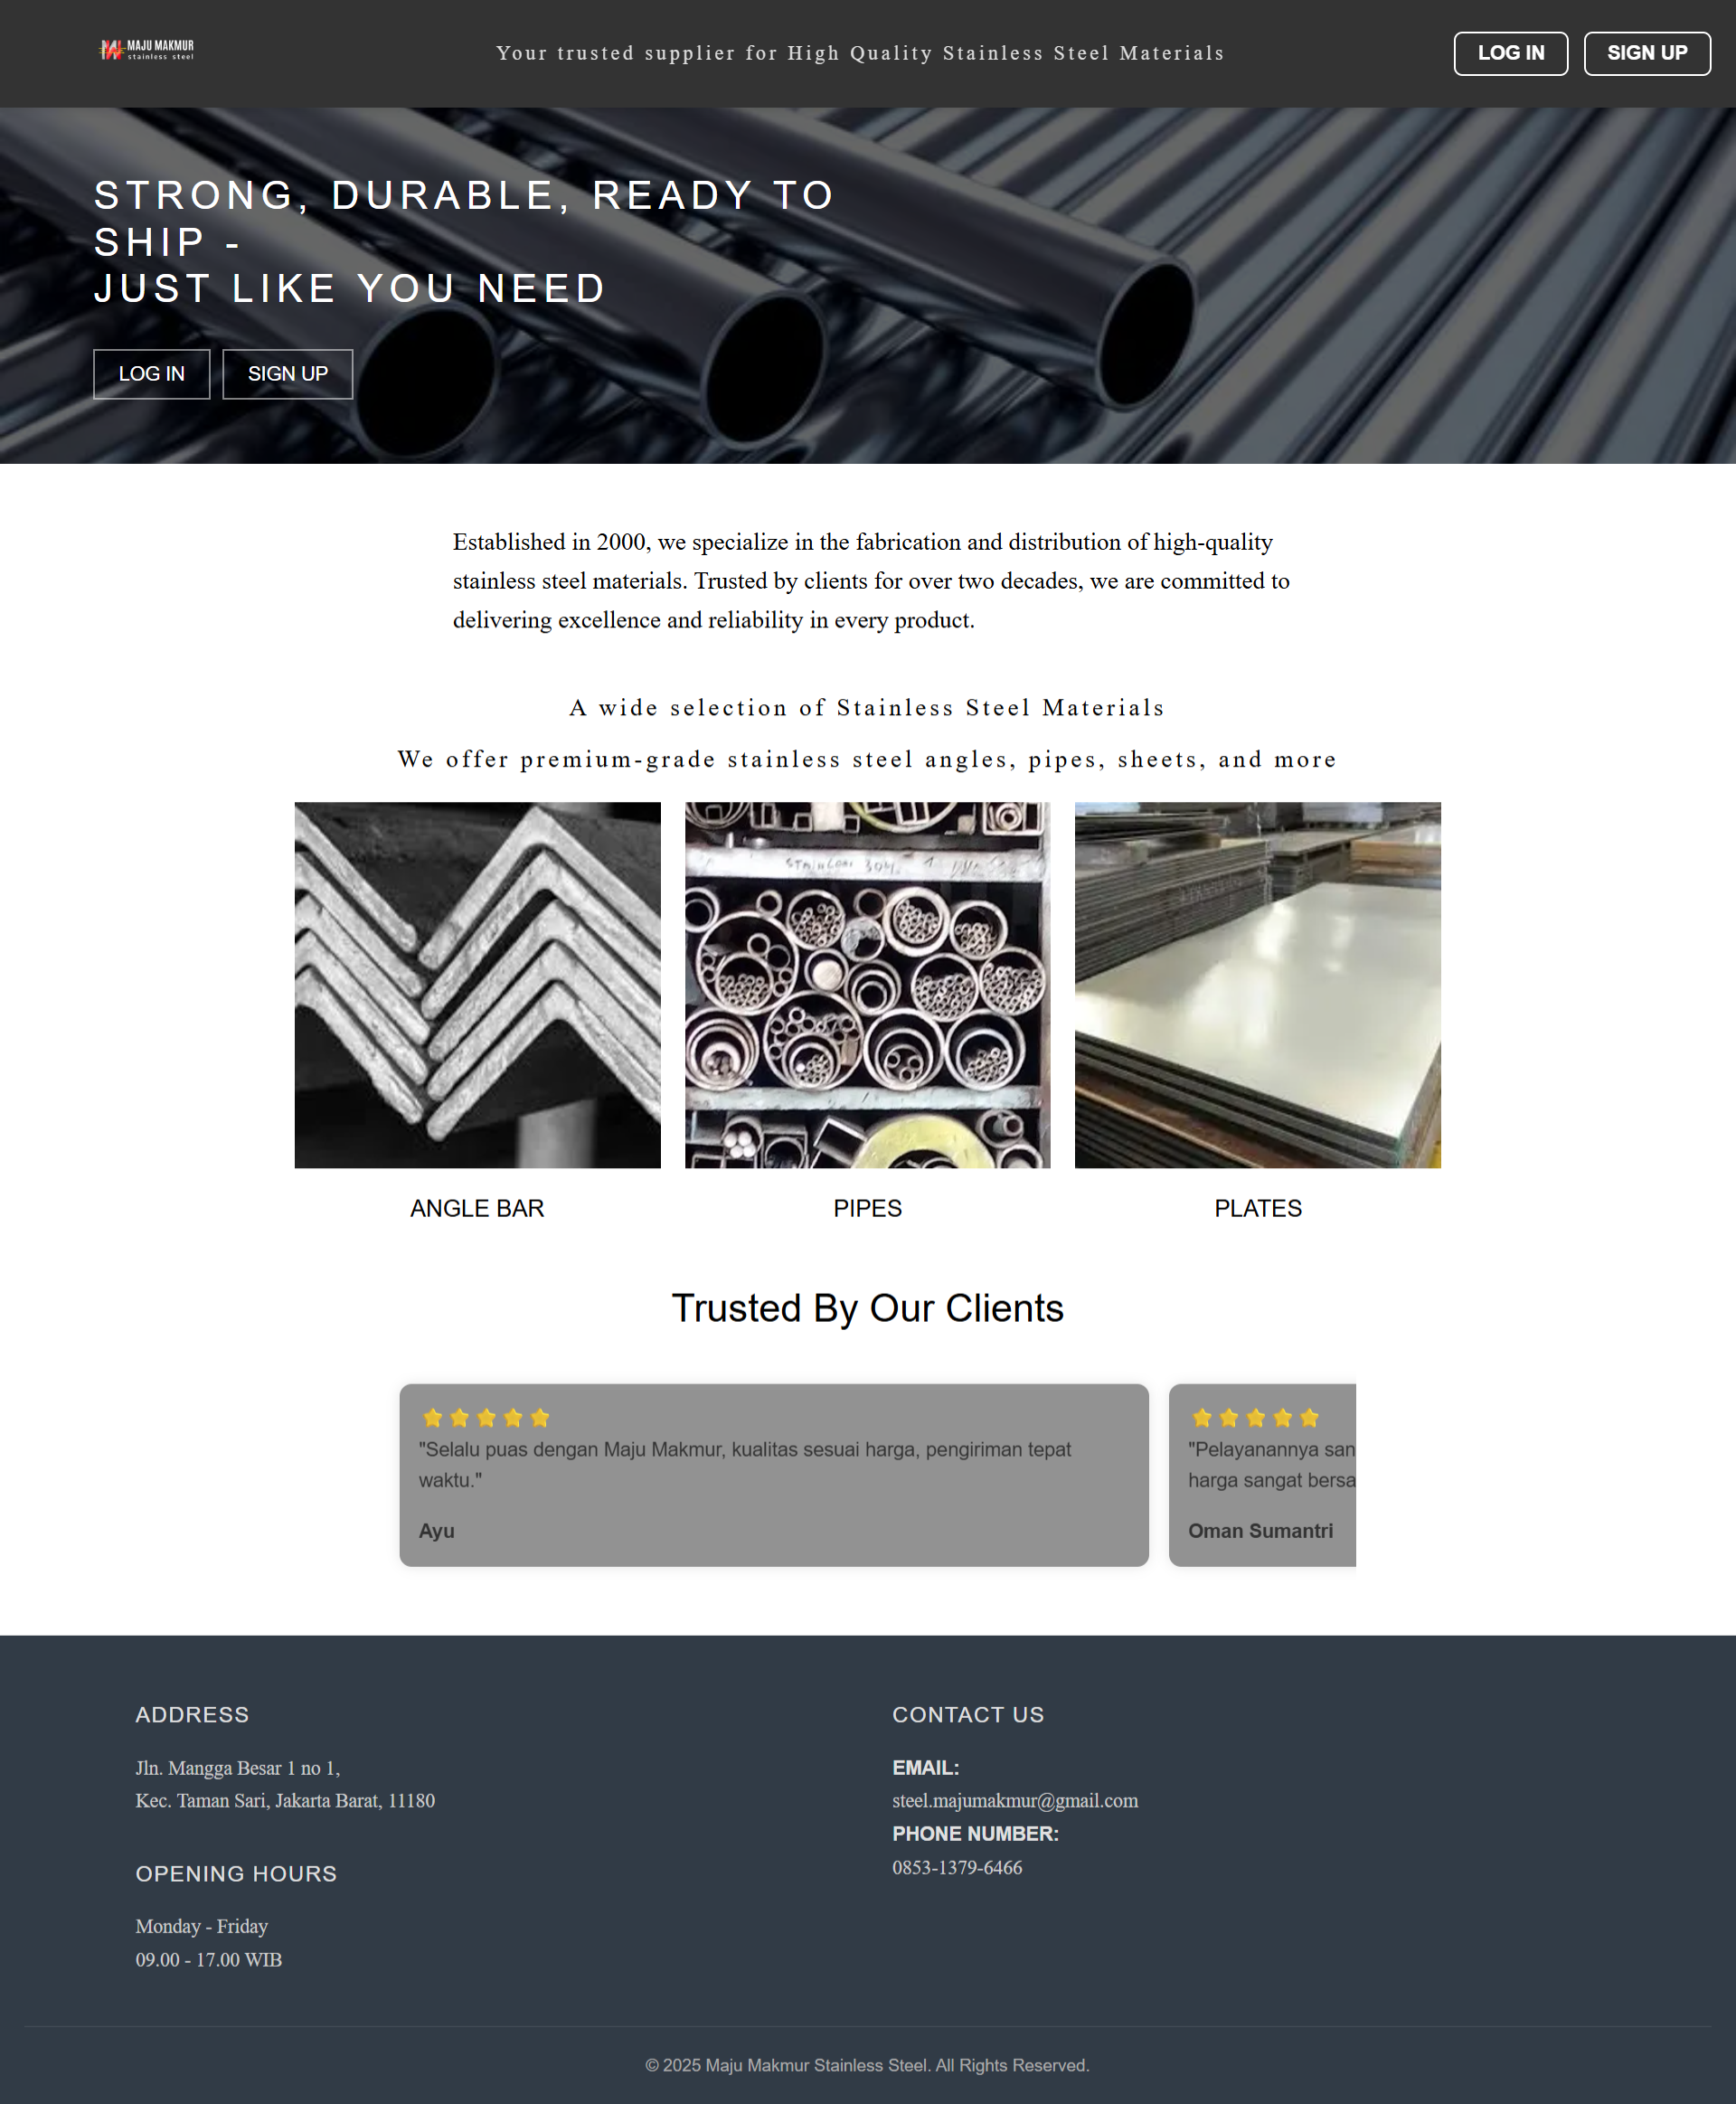 MAJU MAKMUR
stainless steel
Your trusted supplier for High Quality Stainless Steel Materials
LOG IN
SIGN UP
STRONG, DURABLE, READY TO
SHIP -
JUST LIKE YOU NEED
LOG IN
SIGN UP
Established in 2000, we specialize in the fabrication and distribution of high-quality
stainless steel materials. Trusted by clients for over two decades, we are committed to
delivering excellence and reliability in every product.
A wide selection of Stainless Steel Materials
We offer premium-grade stainless steel angles, pipes, sheets, and more
ANGLE BAR
PIPES
PLATES
Trusted By Our Clients
"Selalu puas dengan Maju Makmur, kualitas sesuai harga, pengiriman tepat
waktu."
Ayu
"Pelayanannya san
harga sangat bersa
Oman Sumantri
ADDRESS
Jln. Mangga Besar 1 no 1,
Kec. Taman Sari, Jakarta Barat, 11180
OPENING HOURS
Monday - Friday
09.00 - 17.00 WIB
CONTACT US
EMAIL:
steel.majumakmur@gmail.com
PHONE NUMBER:
0853-1379-6466
© 2025 Maju Makmur Stainless Steel. All Rights Reserved.